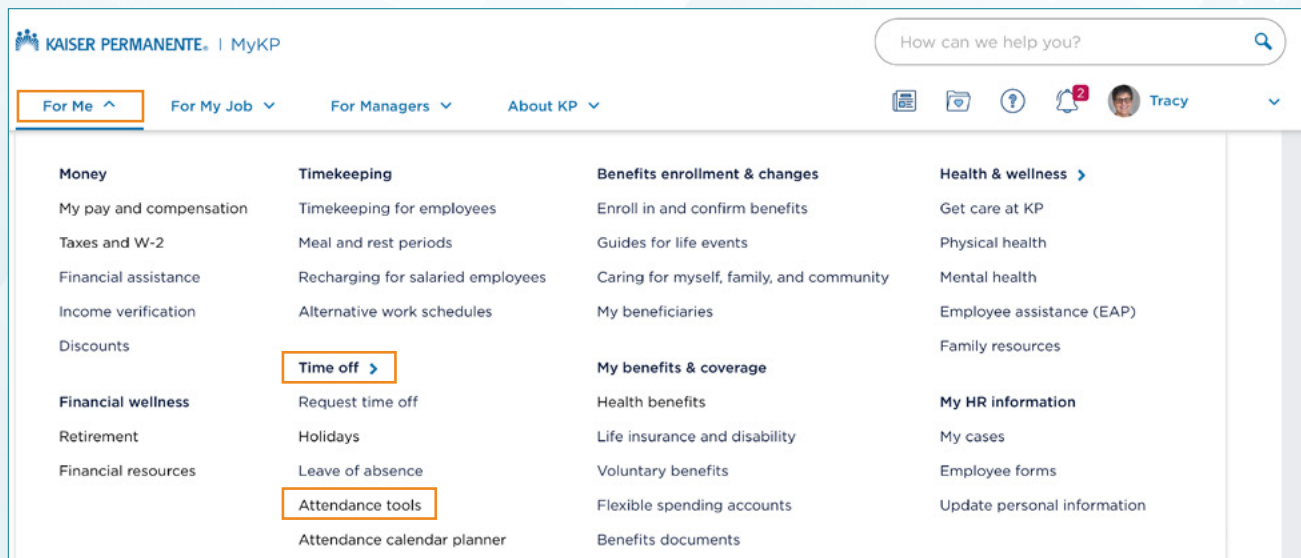 KAISER PERMANENTE® | MyKP
How can we help you?
For Me
For My Job
For Managers
About KP
2
Tracy
Money
My pay and compensation
Taxes and W-2
Financial assistance
Income verification
Discounts
Financial wellness
Retirement
Financial resources
Timekeeping
Timekeeping for employees
Meal and rest periods
Recharging for salaried employees
Alternative work schedules
Time off
Request time off
Holidays
Leave of absence
Attendance tools
Attendance calendar planner
Benefits enrollment & changes
Enroll in and confirm benefits
Guides for life events
Caring for myself, family, and community
My beneficiaries
My benefits & coverage
Health benefits
Life insurance and disability
Voluntary benefits
Flexible spending accounts
Benefits documents
Health & wellness
Get care at KP
Physical health
Mental health
Employee assistance (EAP)
Family resources
My HR information
My cases
Employee forms
Update personal information